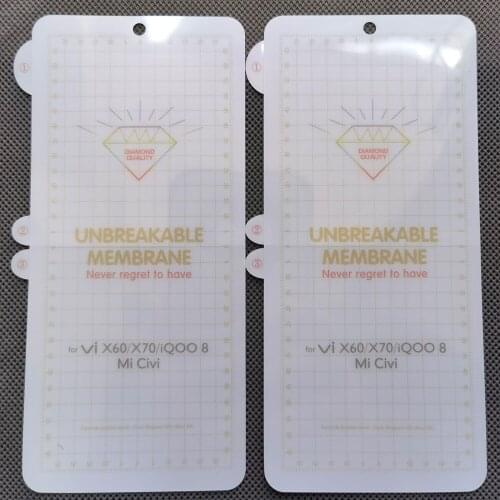 ①
DIAMOND
QUALITY
②
UNBREAKABLE
MEMBRANE
③
Never regret to have
for Vi X60/X70/iQOO 8
Mi Civi
①
DIAMOND
QUALITY
②
UNBREAKABLE
MEMBRANE
③
Never regret to have
for Vi X60/X70/iQOO 8
Mi Civi